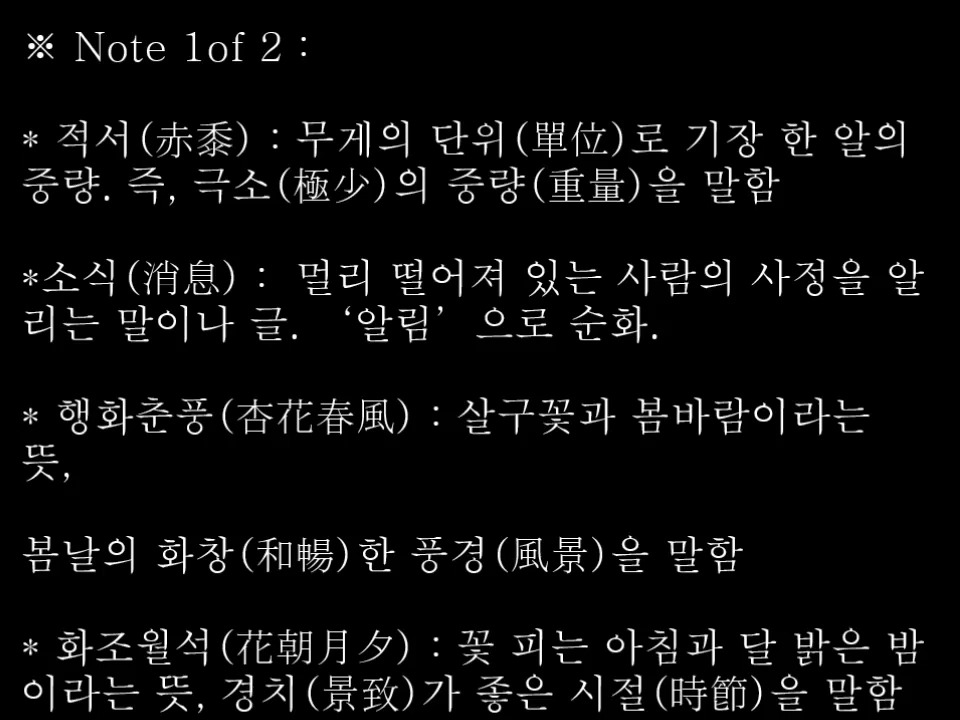 ※ Note 1of 2 :
* 적서(赤黍) : 무게의 단위(單位)로 기장 한 알의
중량. 즉, 극소(極少)의 중량(重量)을 말함
*소식(消息) : 멀리 떨어져 있는 사람의 사정을 알
리는 말이나 글. ‘알림’ 으로 순화.
* 행화춘풍(杏花春風) : 살구꽃과 봄바람이라는
뜻,
봄날의 화창(和暢)한 풍경(風景)을 말함
* 화조월석(花朝月夕) : 꽃 피는 아침과 달 밝은 밤
이라는 뜻, 경치(景致)가 좋은 시절(時節)을 말함